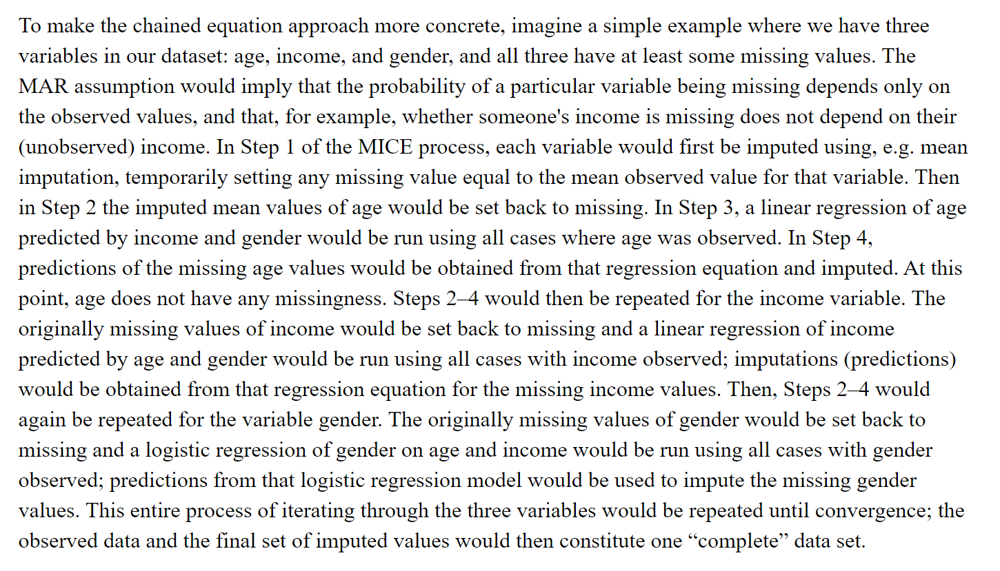 To make the chained equation approach more concrete, imagine a simple example where we have three
variables in our dataset: age, income, and gender, and all three have at least some missing values. The
MAR assumption would imply that the probability of a particular variable being missing depends only on
the observed values, and that, for example, whether someone's income is missing does not depend on their
(unobserved) income. In Step 1 of the MICE process, each variable would first be imputed using, e.g. mean
imputation, temporarily setting any missing value equal to the mean observed value for that variable. Then
in Step 2 the imputed mean values of age would be set back to missing. In Step 3, a linear regression of age
predicted by income and gender would be run using all cases where age was observed. In Step 4,
predictions of the missing age values would be obtained from that regression equation and imputed. At this
point, age does not have any missingness. Steps 2–4 would then be repeated for the income variable. The
originally missing values of income would be set back to missing and a linear regression of income
predicted by age and gender would be run using all cases with income observed; imputations (predictions)
would be obtained from that regression equation for the missing income values. Then, Steps 2–4 would
again be repeated for the variable gender. The originally missing values of gender would be set back to
missing and a logistic regression of gender on age and income would be run using all cases with gender
observed; predictions from that logistic regression model would be used to impute the missing gender
values. This entire process of iterating through the three variables would be repeated until convergence; the
observed data and the final set of imputed values would then constitute one “complete” data set.